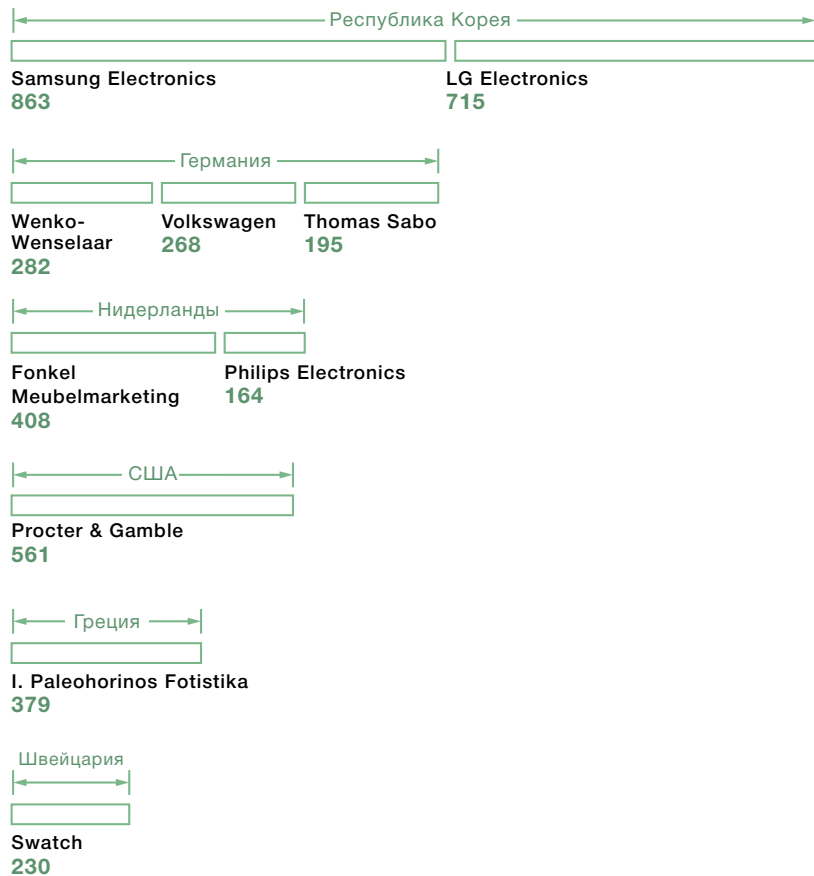 Республика Корея
Samsung Electronics
863
LG Electronics
715
Германия
Wenko-
Wenselaar
282
Volkswagen
268
Thomas Sabo
195
Нидерланды
Fonkel
Meubelmarketing
408
Philips Electronics
164
США
Procter & Gamble
561
Греция
I. Paleohorinos Fotistika
379
Швейцария
Swatch
230